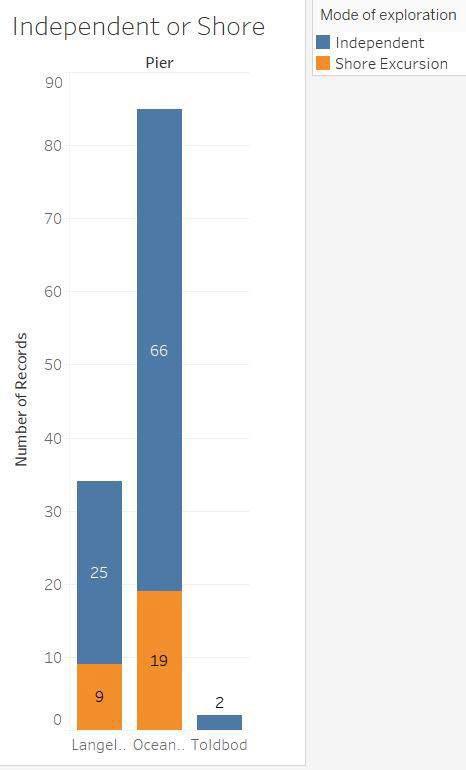 Independent or Shore
Pier
90
80
70
60
50
40
30
20
10
0
Number of Records
66
25
19
9
2
Langel.. Ocean.. Toldbod
Mode of exploration
Independent
Shore Excursion